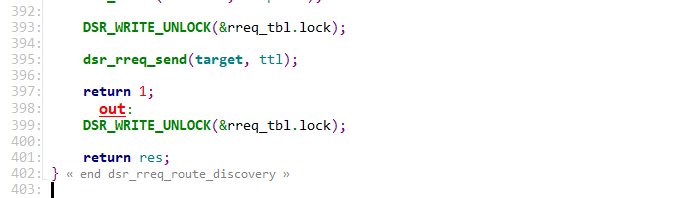 392:
393: DSR_WRITE_UNLOCK(&rreq_tbl.lock);
394:
395: dsr_rreq_send(target, ttl);
396:
397: return 1;
398: out:
399: DSR_WRITE_UNLOCK(&rreq_tbl.lock);
400:
401: return res;
402: } « end dsr_rreq_route_discovery »
403: